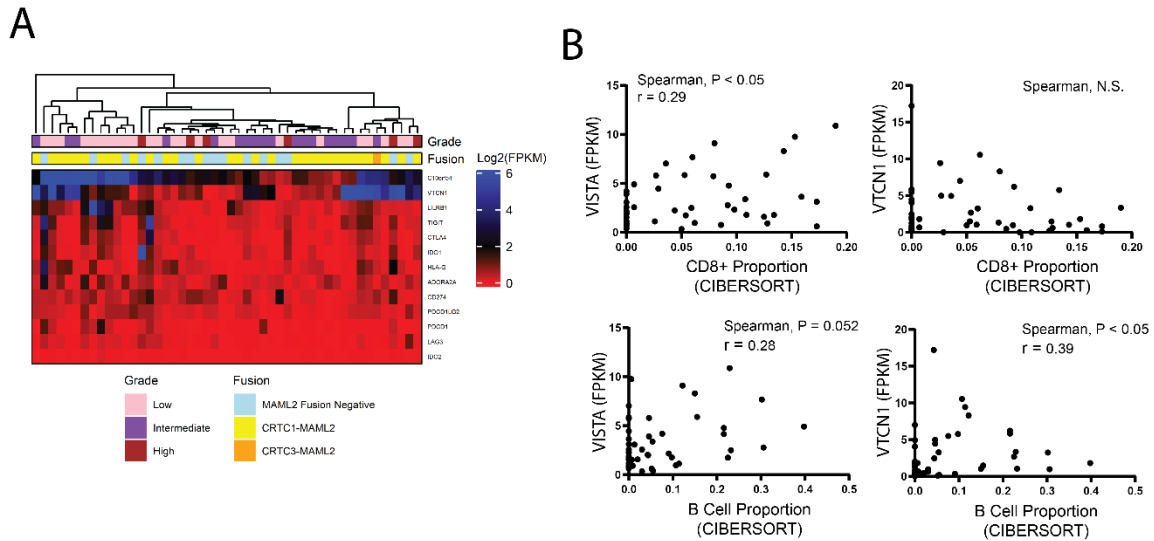 A
Grade
Fusion
Log2(FPKM)
C10orf54
VTCN1
LILRB1
TIGIT
CTLA4
IDO1
HLA-G
ADORA2A
CD274
PDCD1LG2
PDCD1
LAG3
IDO2
6
4
2
0
Grade
Low
Intermediate
High
Fusion
MAML2 Fusion Negative
CRTC1-MAML2
CRTC3-MAML2
B
Spearman, P < 0.05
r = 0.29
VISTA (FPKM)
15
10
5
0
0.00 0.05 0.10 0.15 0.20
CD8+ Proportion
(CIBERSORT)
Spearman, N.S.
VTCN1 (FPKM)
20
15
10
5
0
0.00 0.05 0.10 0.15 0.20
CD8+ Proportion
(CIBERSORT)
Spearman, P = 0.052
r = 0.28
VISTA (FPKM)
15
10
5
0
0.0 0.1 0.2 0.3 0.4 0.5
B Cell Proportion
(CIBERSORT)
Spearman, P < 0.05
r = 0.39
VTCN1 (FPKM)
20
15
10
5
0
0.0 0.1 0.2 0.3 0.4 0.5
B Cell Proportion
(CIBERSORT)